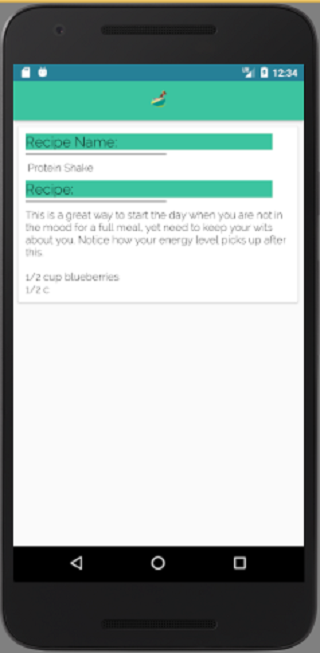 12:34
Recipe Name:
Protein Shake
Recipe:
This is a great way to start the day when you are not in
the mood for a full meal, yet need to keep your wits
about you. Notice how your energy level picks up after
this.
1/2 cup blueberries
1/2 c